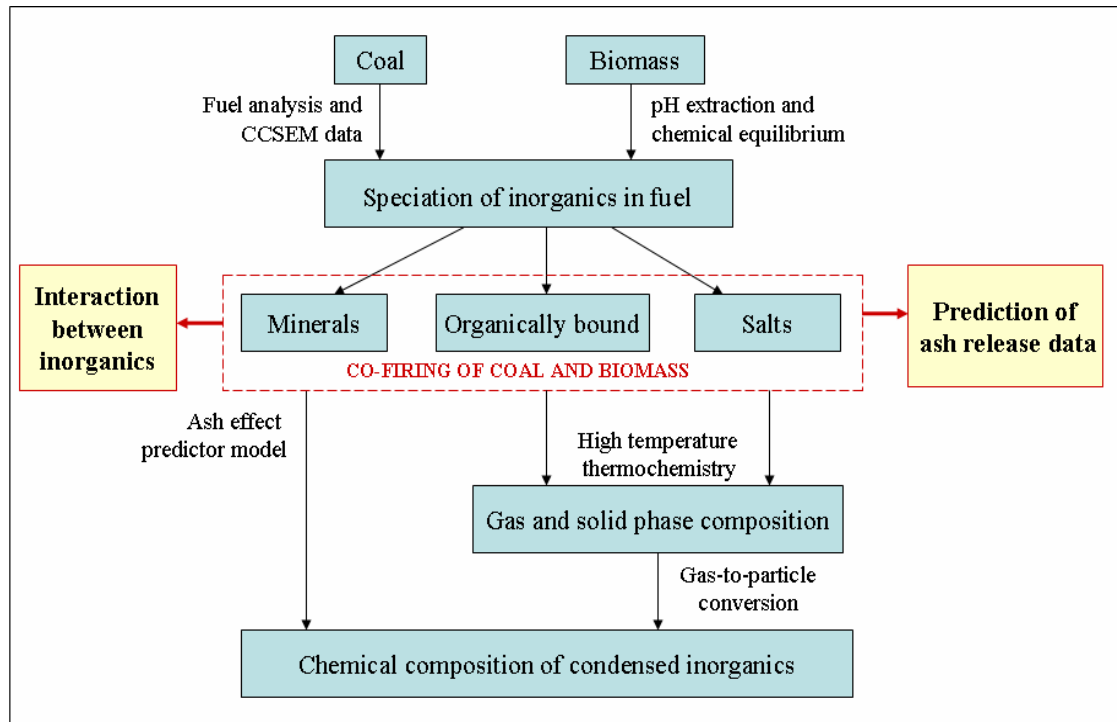 Coal
Biomass
Fuel analysis and
CCSEM data
pH extraction and
chemical equilibrium
Speciation of inorganics in fuel
Interaction
between
inorganics
Minerals
Organically bound
Salts
CO-FIRING OF COAL AND BIOMASS
Prediction of
ash release data
Ash effect
predictor model
High temperature
thermochemistry
Gas and solid phase composition
Gas-to-particle
conversion
Chemical composition of condensed inorganics